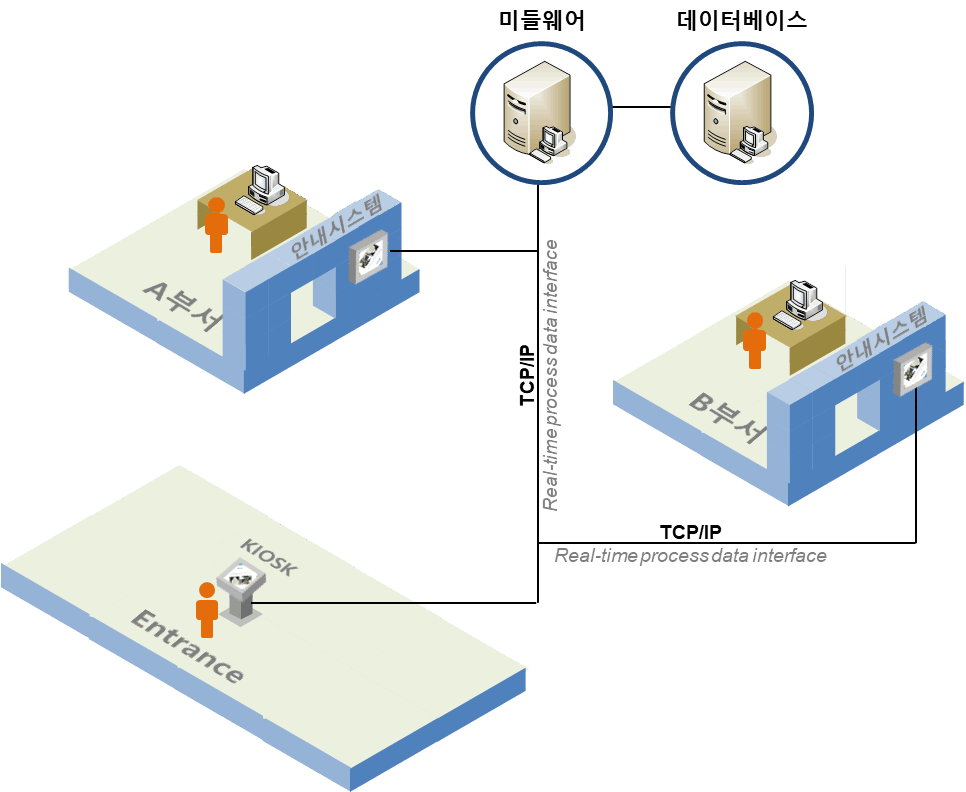 미들웨어
데이터베이스
안내시스템
A부서
TCP/IP
Real-time process data interface
안내시스템
B부서
TCP/IP
Real-time process data interface
KIOSK
Entrance